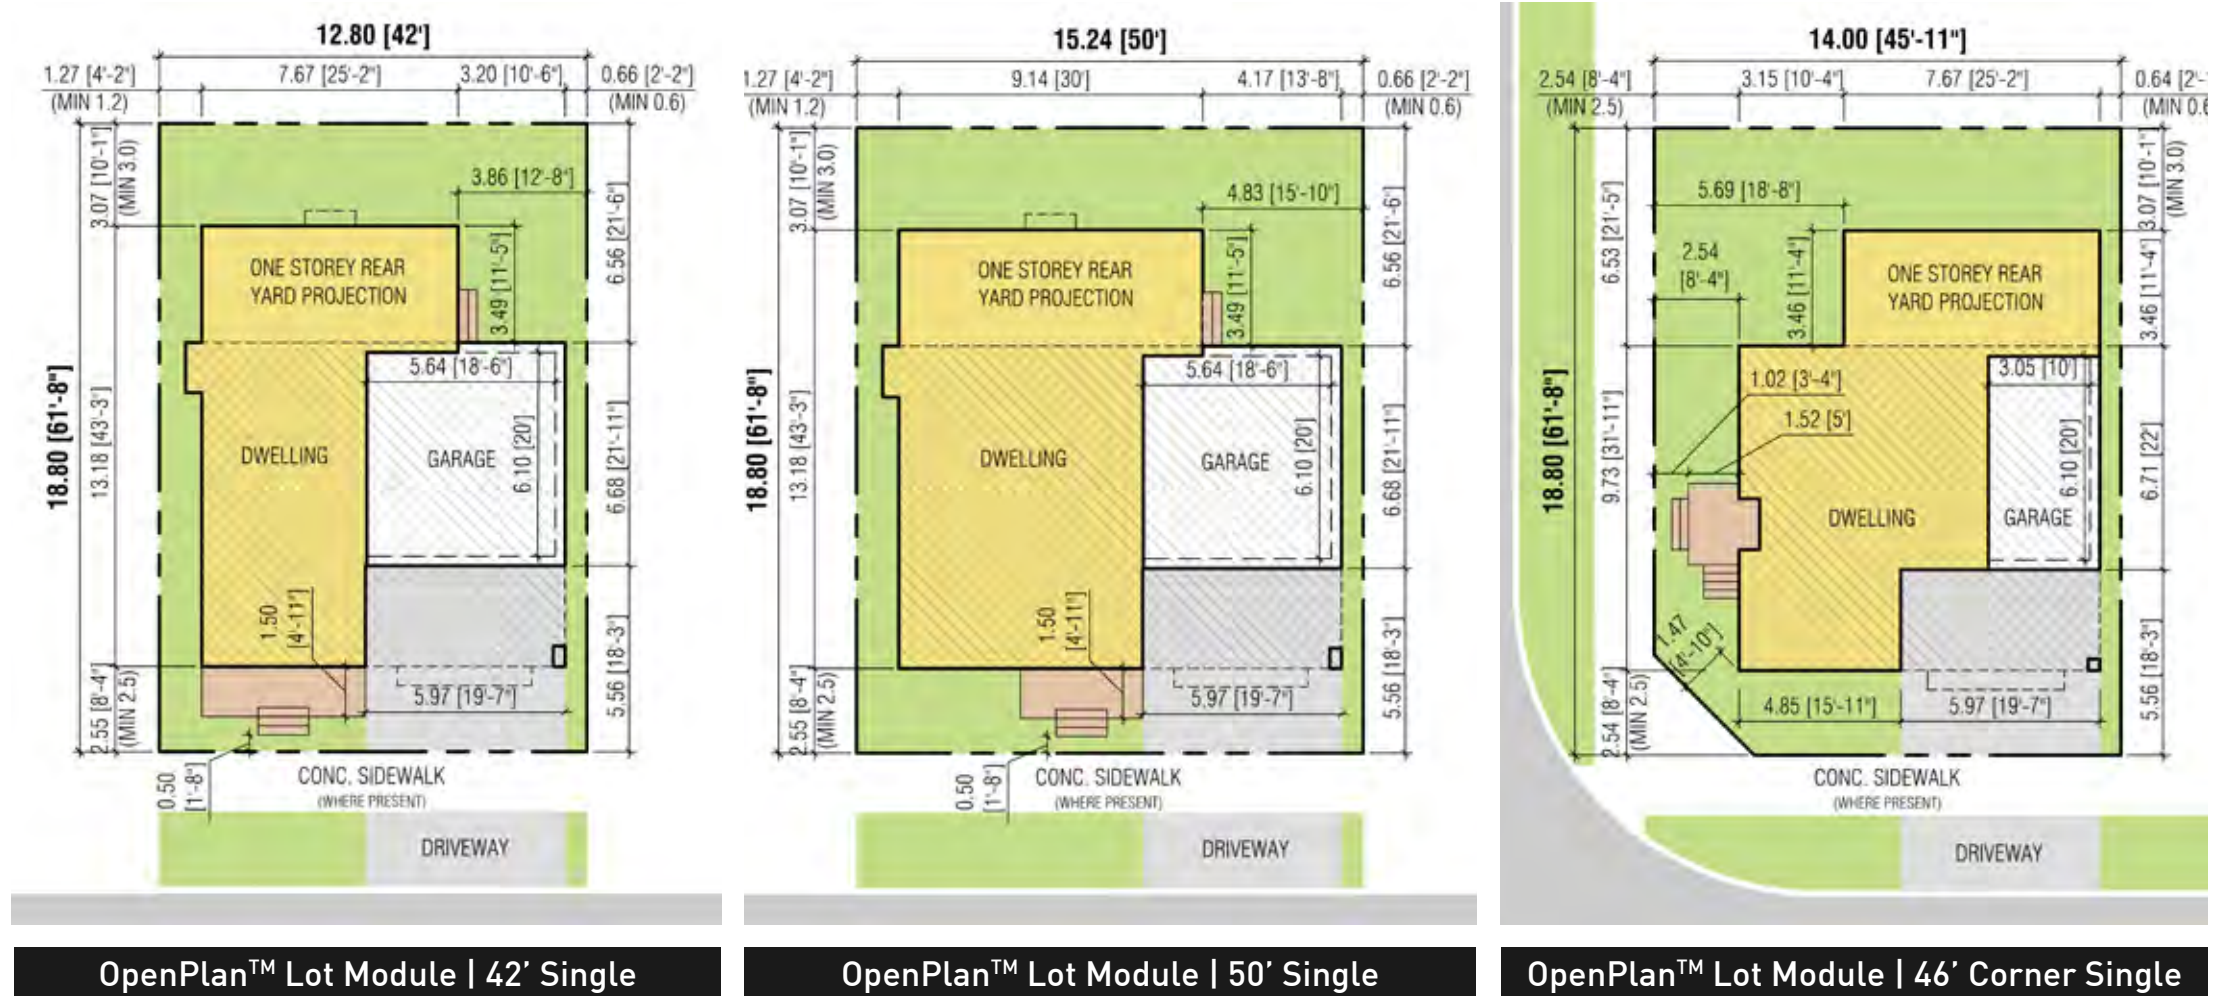 12.80 [42']
1.27 [4'-2"]
(MIN 1.2)
7.67 [25'-2"]
3.20 [10'-6"]
0.66 [2'-2"]
(MIN 0.6)
3.07 [10'-1"]
(MIN 3.0)
3.86 [12'-8"]
6.56 [21'-6"]
ONE STOREY REAR
YARD PROJECTION
3.49 [11'-5"]
18.80 [61'-8"]
13.18 [43'-3"]
5.64 [18'-6"]
DWELLING
GARAGE
6.10 [20']
6.68 [21'-11"]
1.50
[4'-11"]
5.97 [19'-7"]
5.56 [18'-3"]
2.55 [8'-4"]
(MIN 2.5)
0.50
[1'-8"]
CONC. SIDEWALK
(WHERE PRESENT)
DRIVEWAY
OpenPlan™ Lot Module | 42’ Single
15.24 [50']
1.27 [4'-2"]
(MIN 1.2)
9.14 [30']
4.17 [13'-8"]
0.66 [2'-2"]
(MIN 0.6)
3.07 [10'-1"]
(MIN 3.0)
4.83 [15'-10"]
6.56 [21'-6"]
ONE STOREY REAR
YARD PROJECTION
3.49 [11'-5"]
18.80 [61'-8"]
13.18 [43'-3"]
5.64 [18'-6"]
DWELLING
GARAGE
6.10 [20']
6.68 [21'-11"]
1.50
[4'-11"]
5.97 [19'-7"]
5.56 [18'-3"]
2.55 [8'-4"]
(MIN 2.5)
0.50
[1'-8"]
CONC. SIDEWALK
(WHERE PRESENT)
DRIVEWAY
OpenPlan™ Lot Module | 50’ Single
14.00 [45'-11"]
2.54 [8'-4"]
(MIN 2.5)
3.15 [10'-4"]
7.67 [25'-2"]
0.64 [2'-
(MIN 0.6
3.07 [10'-1"]
(MIN 3.0)
5.69 [18'-8"]
6.53 [21'-5"]
2.54
[8'-4"]
3.46 [11'-4"]
ONE STOREY REAR
YARD PROJECTION
3.46 [11'-4"]
18.80 [61'-8"]
9.73 [31'-11"]
1.02 [3'-4"]
1.52 [5']
3.05 [10']
6.10 [20']
6.71 [22']
DWELLING
GARAGE
1.47
[4'-10"]
4.85 [15'-11"]
5.97 [19'-7"]
5.56 [18'-3"]
2.54 [8'-4"]
(MIN 2.5)
CONC. SIDEWALK
(WHERE PRESENT)
DRIVEWAY
OpenPlan™ Lot Module | 46’ Corner Single